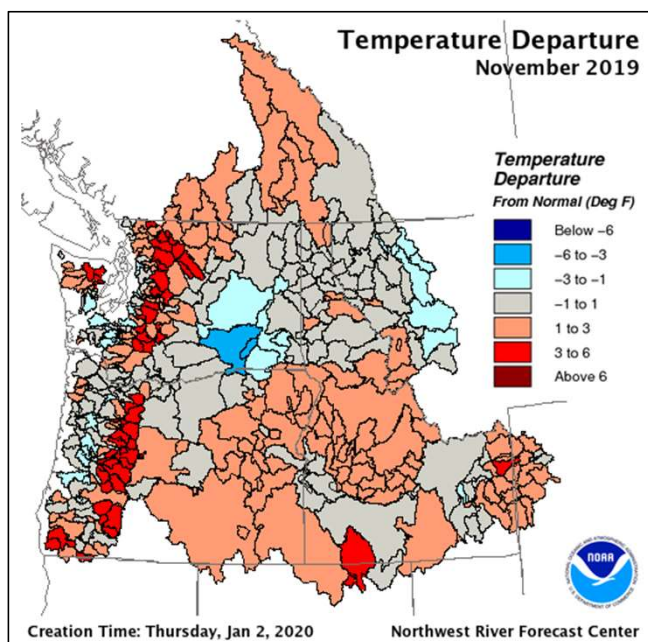 Temperature Departure
November 2019
Temperature
Departure
From Normal (Deg F)
Below −6
−6 to −3
−3 to −1
−1 to 1
1 to 3
3 to 6
Above 6
NOAA
Creation Time: Thursday, Jan 2, 2020
Northwest River Forecast Center